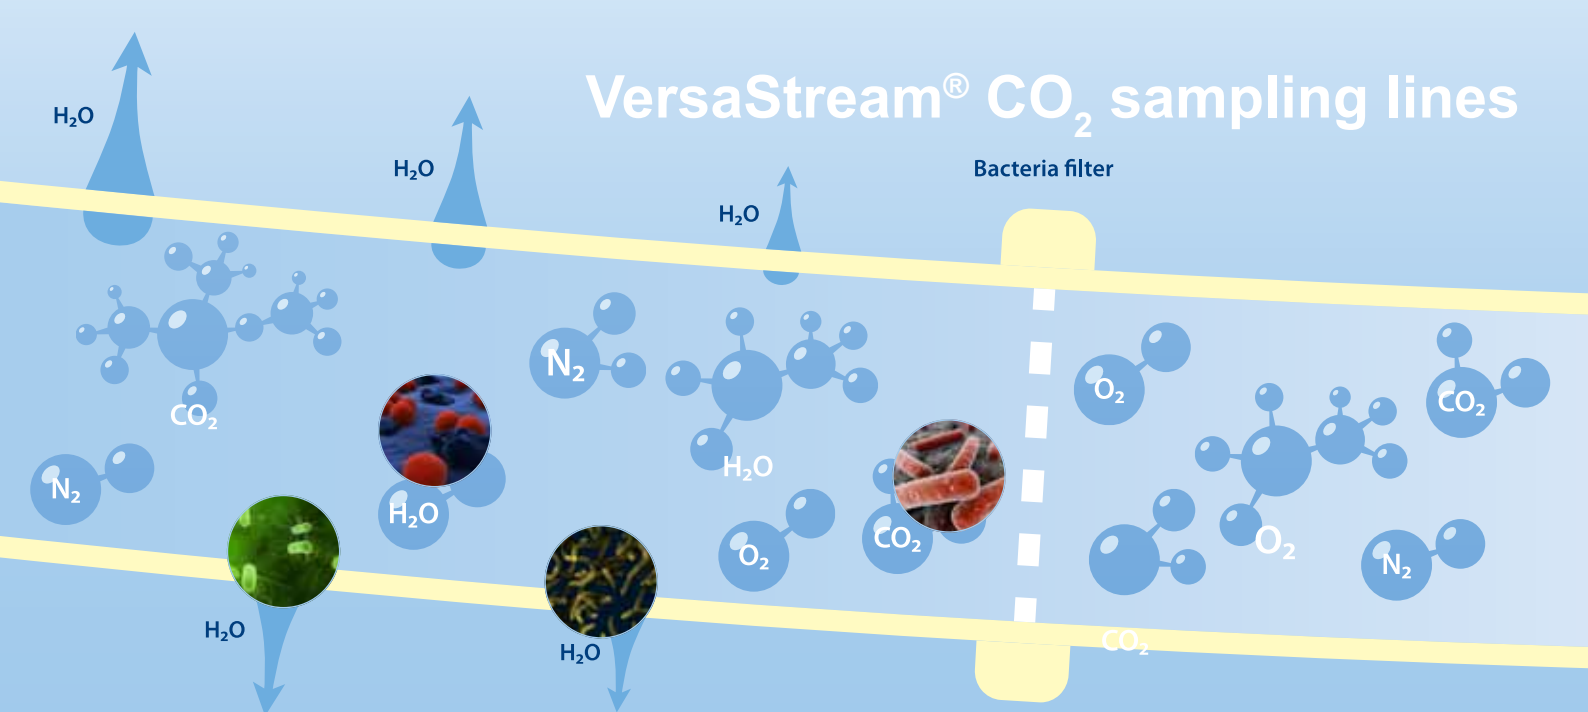 VersaStream® CO₂ sampling lines
H₂O
H₂O
Bacteria filter
H₂O
N₂
O₂
CO₂
CO₂
H₂O
N₂
H₂O
O₂
CO₂
O₂
N₂
H₂O
CO₂
H₂O